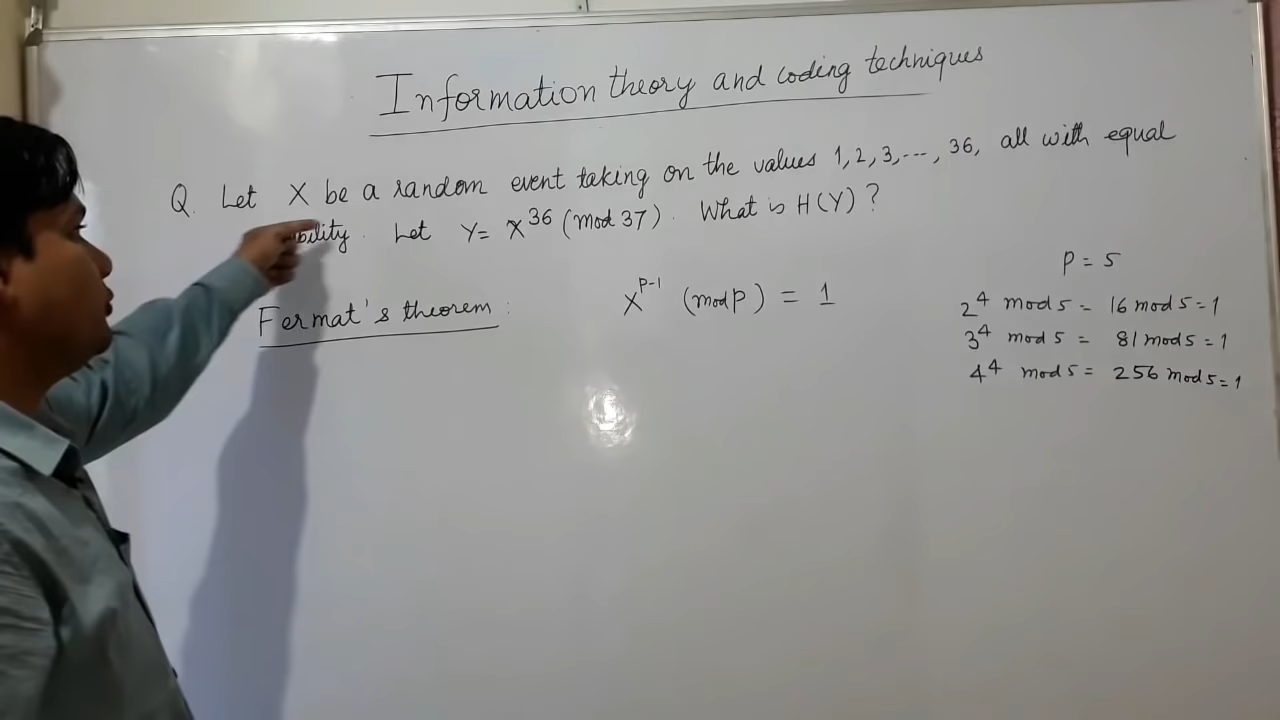 Information theory and coding techniques
Q. Let X be a random event taking on the values 1, 2, 3, ---, 36, all with equal
bility. Let Y = X^36 (mod 37). What is H(Y) ?
Fermat's theorem :
X^P-1 (mod P) = 1
P = 5
2^4 mod 5 = 16 mod 5 = 1
3^4 mod 5 = 81 mod 5 = 1
4^4 mod 5 = 256 mod 5 = 1